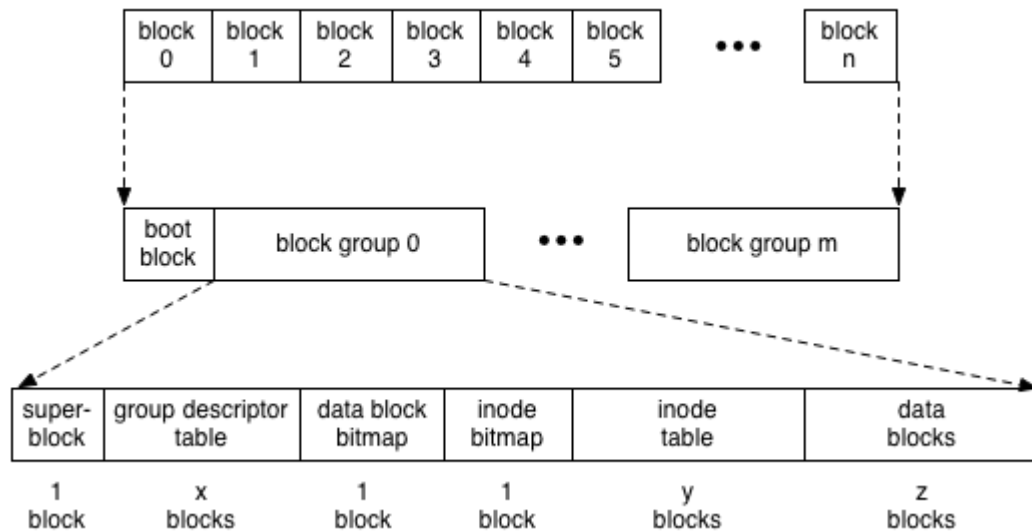 block block block block block block block
0 1 2 3 4 5 ••• n
boot
block block group 0 ••• block group m
super- group descriptor data block inode inode data
block table bitmap bitmap table blocks
1 x 1 1 y z
block blocks block block blocks blocks